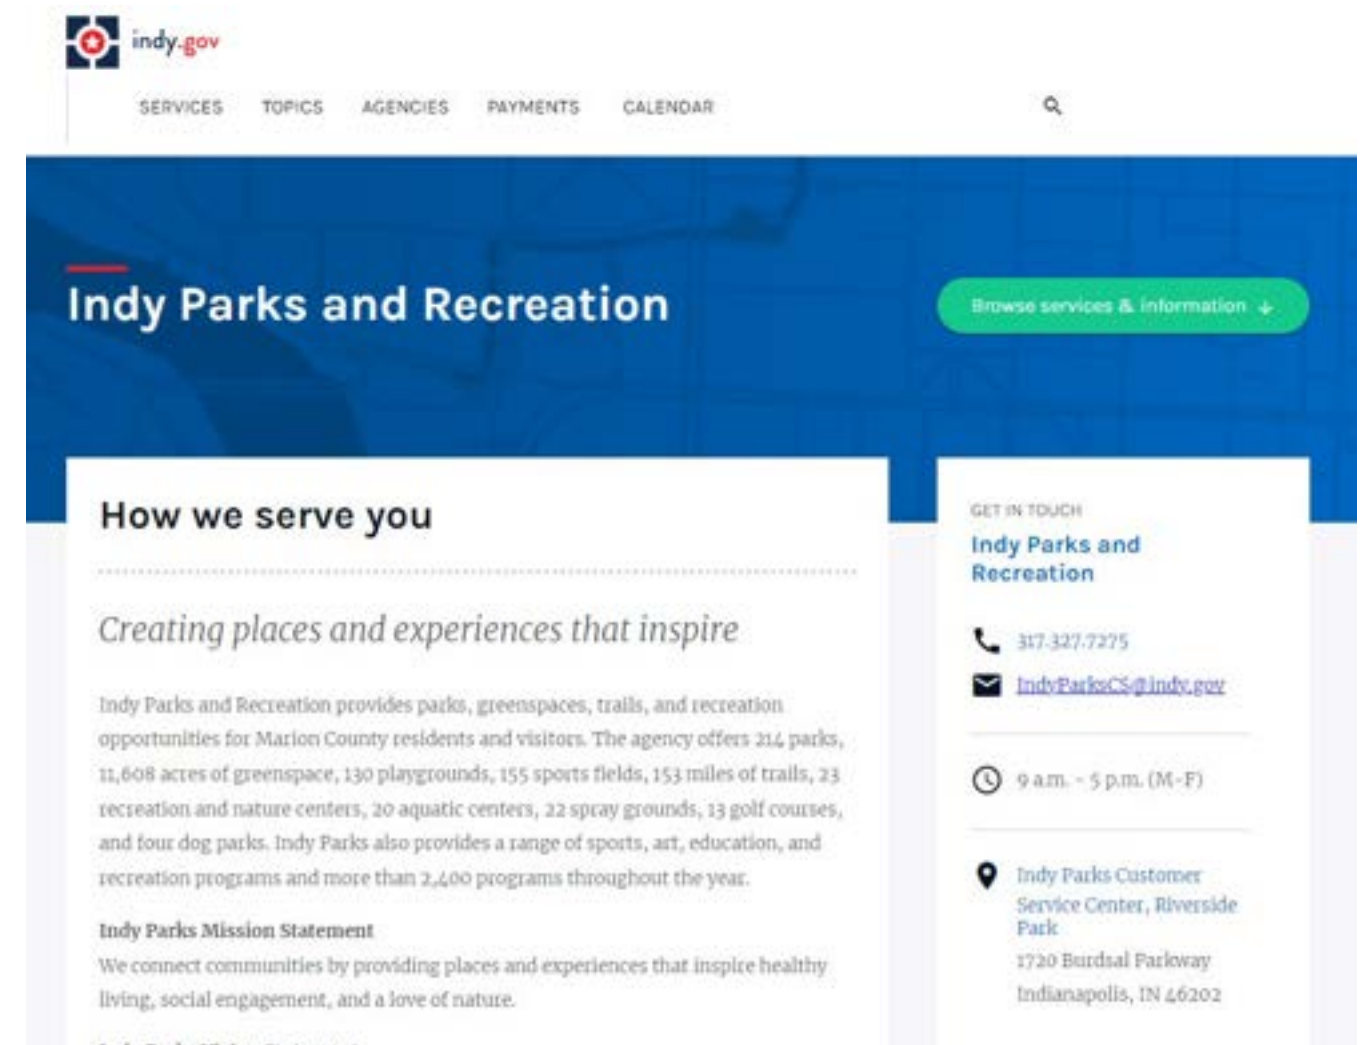 indy.gov
SERVICES TOPICS AGENCIES PAYMENTS CALENDAR
Indy Parks and Recreation
Browse services & information ↓
How we serve you
Creating places and experiences that inspire
Indy Parks and Recreation provides parks, greenspaces, trails, and recreation
opportunities for Marion County residents and visitors. The agency offers 214 parks,
11,608 acres of greenspace, 130 playgrounds, 155 sports fields, 153 miles of trails, 23
recreation and nature centers, 20 aquatic centers, 22 spray grounds, 13 golf courses,
and four dog parks. Indy Parks also provides a range of sports, art, education, and
recreation programs and more than 2,400 programs throughout the year.
Indy Parks Mission Statement
We connect communities by providing places and experiences that inspire healthy
living, social engagement, and a love of nature.
GET IN TOUCH
Indy Parks and
Recreation
317.327.7275
IndyParksCS@indy.gov
9 a.m. - 5 p.m. (M-F)
Indy Parks Customer
Service Center, Riverside
Park
1720 Burdsal Parkway
Indianapolis, IN 46202